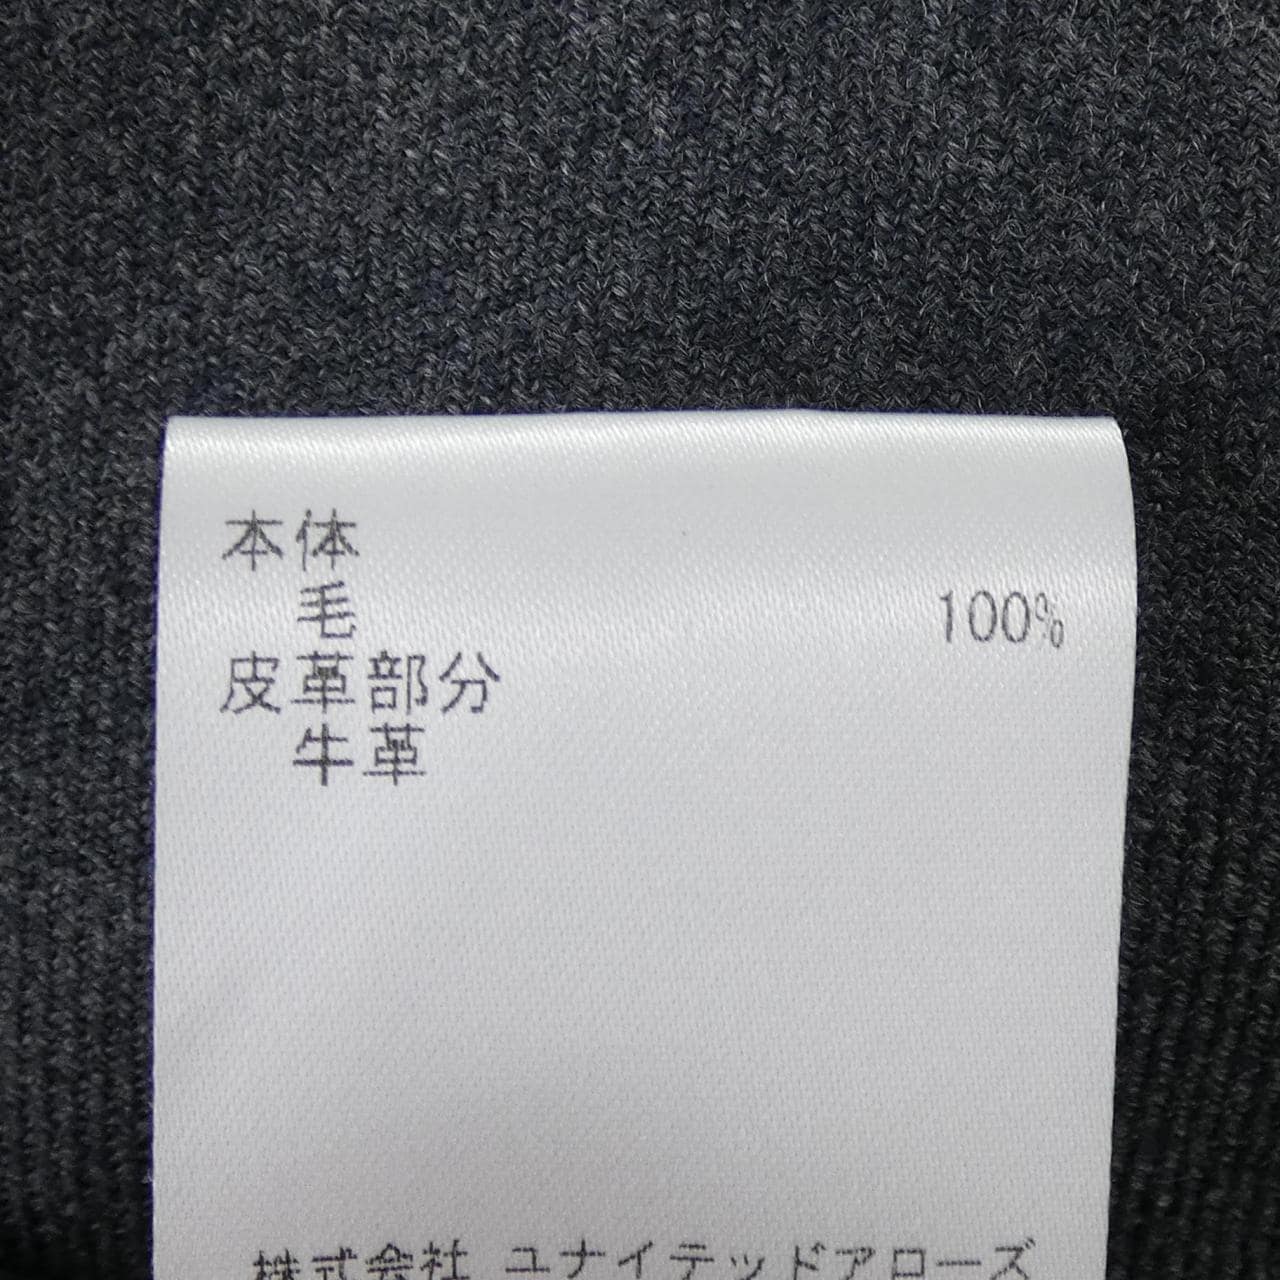 本体
毛 100%
皮革部分
牛革
株式会社 ユナイテッドアローズ